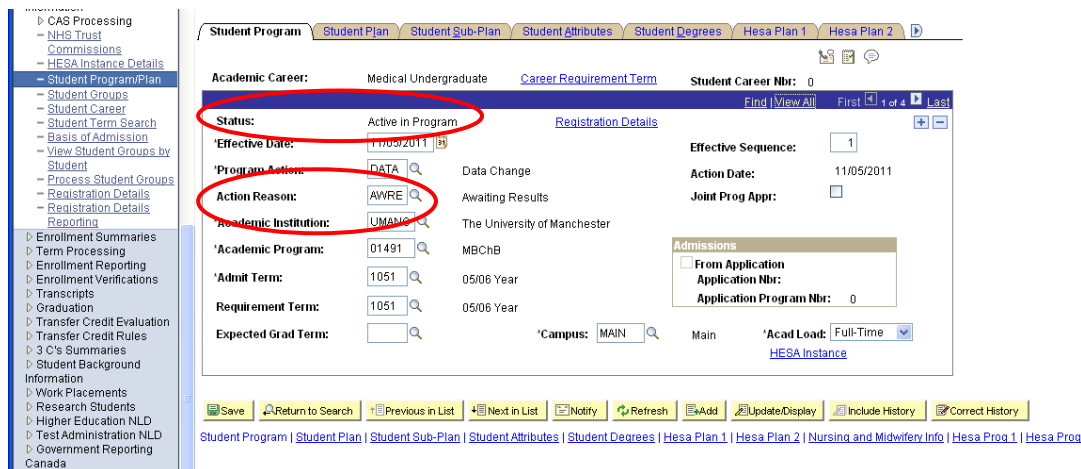 Information
CAS Processing
NHS Trust
Commissions
HESA Instance Details
Student Program/Plan
Student Groups
Student Career
Student Term Search
Basis of Admission
View Student Groups by
Student
Process Student Groups
Registration Details
Registration Details
Reporting
Enrollment Summaries
Term Processing
Enrollment Reporting
Enrollment Verifications
Transcripts
Graduation
Transfer Credit Evaluation
Transfer Credit Rules
3 C's Summaries
Student Background
Information
Work Placements
Research Students
Higher Education NLD
Test Administration NLD
Government Reporting
Canada
Student Program Student Plan Student Sub-Plan Student Attributes Student Degrees Hesa Plan 1 Hesa Plan 2
Academic Career: Medical Undergraduate Career Requirement Term Student Career Nbr: 0
Find | View All First 1 of 4 Last
Status: Active in Program Registration Details
*Effective Date: 11/05/2011 Effective Sequence: 1
*Program Action: DATA Data Change Action Date: 11/05/2011
Action Reason: AWRE Awaiting Results Joint Prog Appr:
*Academic Institution: UMANC The University of Manchester
*Academic Program: 01491 MBChB
Admissions
From Application
Application Nbr:
Application Program Nbr: 0
*Admit Term: 1051 05/06 Year
Requirement Term: 1051 05/06 Year
Expected Grad Term: *Campus: MAIN Main *Acad Load: Full-Time
HESA Instance
Save Return to Search Previous in List Next in List Notify Refresh Add Update/Display Include History Correct History
Student Program | Student Plan | Student Sub-Plan | Student Attributes | Student Degrees | Hesa Plan 1 | Hesa Plan 2 | Nursing and Midwifery Info | Hesa Prog 1 | Hesa Prog